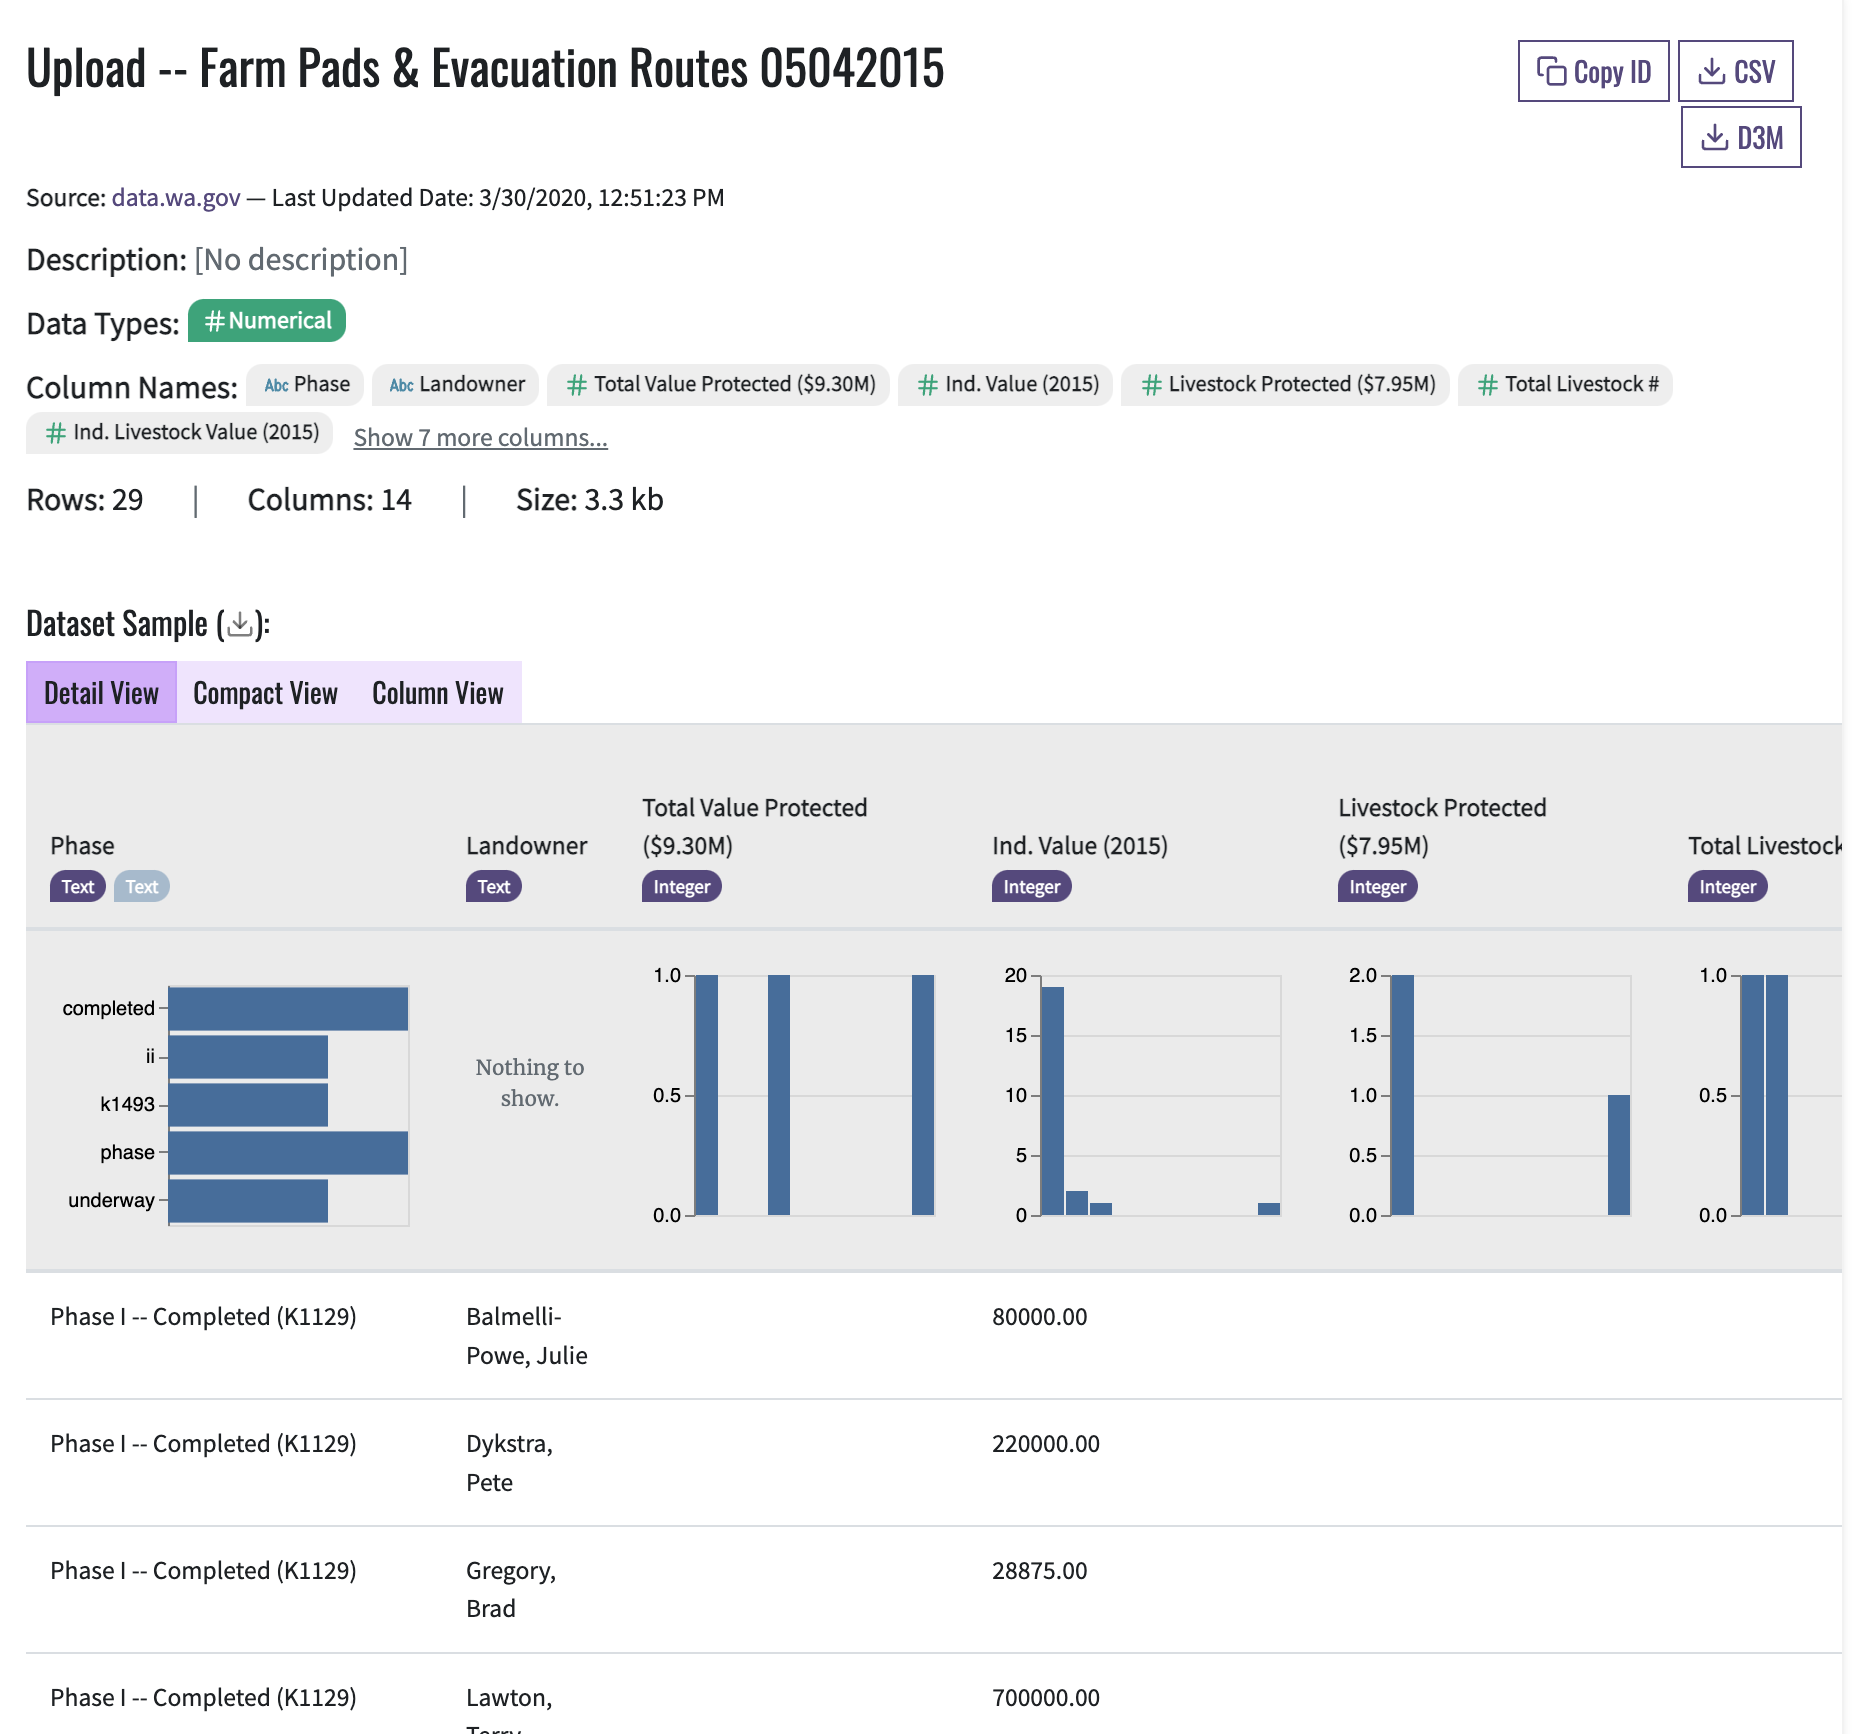 Upload -- Farm Pads & Evacuation Routes 05042015
Copy ID
CSV
D3M
Source: data.wa.gov — Last Updated Date: 3/30/2020, 12:51:23 PM
Description: [No description]
Data Types: # Numerical
Column Names: Abc Phase Abc Landowner # Total Value Protected ($9.30M) # Ind. Value (2015) # Livestock Protected ($7.95M) # Total Livestock #
# Ind. Livestock Value (2015) Show 7 more columns...
Rows: 29 | Columns: 14 | Size: 3.3 kb
Dataset Sample ( ):
Detail View Compact View Column View
Phase
Text Text
Landowner
Text
Total Value Protected
($9.30M)
Integer
Ind. Value (2015)
Integer
Livestock Protected
($7.95M)
Integer
Total Livestock
Integer
completed
ii
k1493
phase
underway
Nothing to
show.
1.0
0.5
0.0
20
15
10
5
0
2.0
1.5
1.0
0.5
0.0
1.0
0.5
0.0
Phase I -- Completed (K1129) Balmelli- 80000.00
Powe, Julie
Phase I -- Completed (K1129) Dykstra, 220000.00
Pete
Phase I -- Completed (K1129) Gregory, 28875.00
Brad
Phase I -- Completed (K1129) Lawton, 700000.00